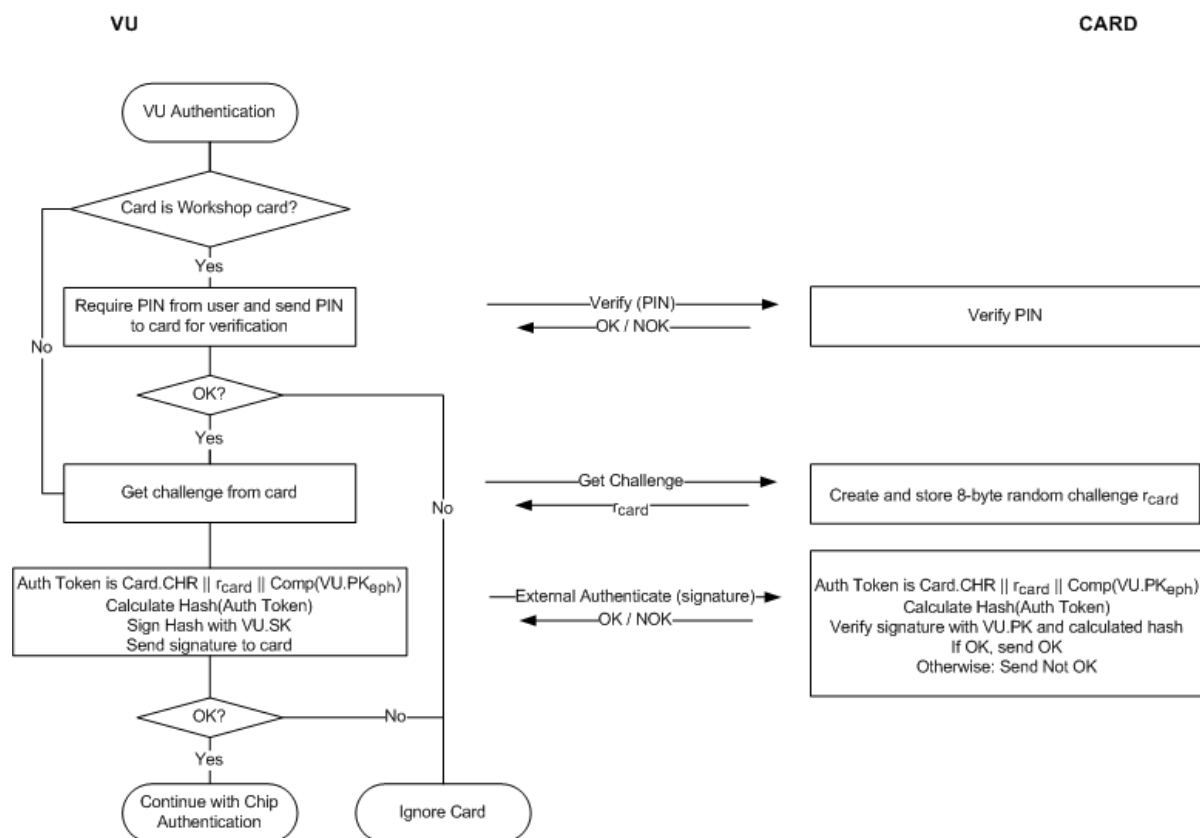 VU
CARD
VU Authentication
Card is Workshop card?
Yes
Require PIN from user and send PIN
to card for verification
Verify (PIN)
OK / NOK
Verify PIN
No
OK?
Yes
Get challenge from card
No
Get Challenge
rcard
Create and store 8-byte random challenge rcard
Auth Token is Card.CHR || rcard || Comp(VU.PKeph)
Calculate Hash(Auth Token)
Sign Hash with VU.SK
Send signature to card
External Authenticate (signature)
OK / NOK
Auth Token is Card.CHR || rcard || Comp(VU.PKeph)
Calculate Hash(Auth Token)
Verify signature with VU.PK and calculated hash
If OK, send OK
Otherwise: Send Not OK
OK?
No
Yes
Continue with Chip
Authentication
Ignore Card